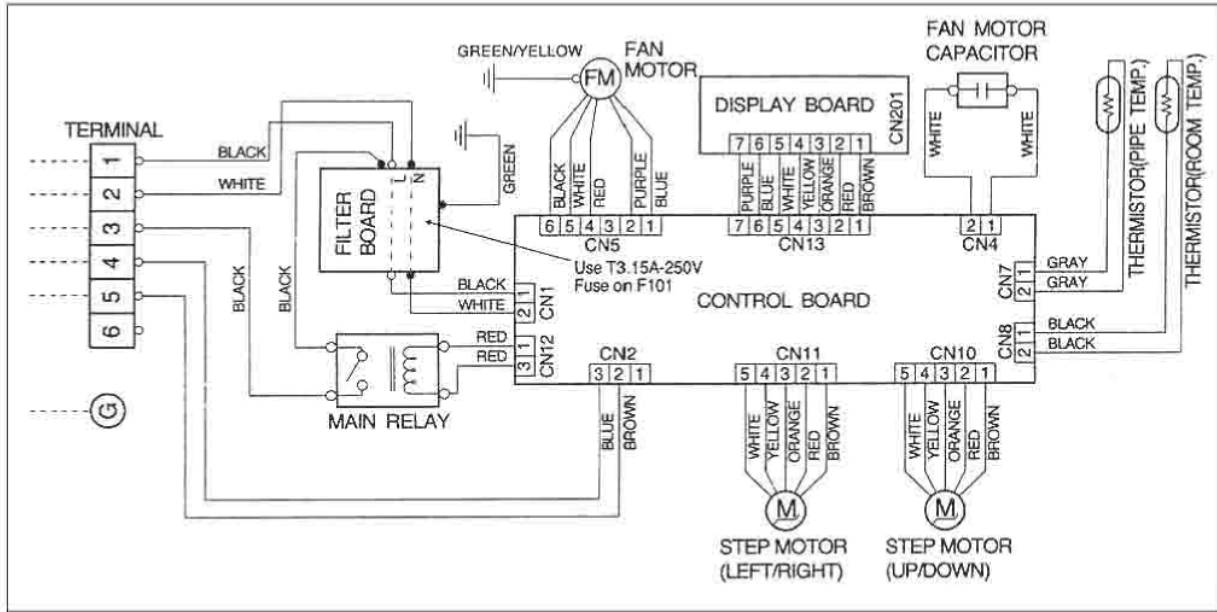 GREEN/YELLOW
FAN
MOTOR
FM
FAN MOTOR
CAPACITOR
DISPLAY BOARD
CN201
7 6 5 4 3 2 1
WHITE
WHITE
THERMISTOR(PIPE TEMP.)
THERMISTOR(ROOM TEMP.)
TERMINAL
1
2
3
4
5
6
G
BLACK
WHITE
L
N
GREEN
FILTER
BOARD
BLACK
WHITE
RED
PURPLE
BLUE
PURPLE
BLUE
WHITE
YELLOW
ORANGE
RED
BROWN
6 5 4 3 2 1
CN5
7 6 5 4 3 2 1
CN13
2 1
CN4
Use T3.15A-250V
Fuse on F101
CONTROL BOARD
BLACK
WHITE
1
2
CN1
RED
RED
1
3
CN12
BLACK
BLACK
MAIN RELAY
GRAY
GRAY
1
2
CN7
BLACK
BLACK
1
2
CN8
CN2
3 2 1
CN11
5 4 3 2 1
CN10
5 4 3 2 1
BLUE
BROWN
WHITE
YELLOW
ORANGE
RED
BROWN
WHITE
YELLOW
ORANGE
RED
BROWN
M
M
STEP MOTOR
(LEFT/RIGHT)
STEP MOTOR
(UP/DOWN)